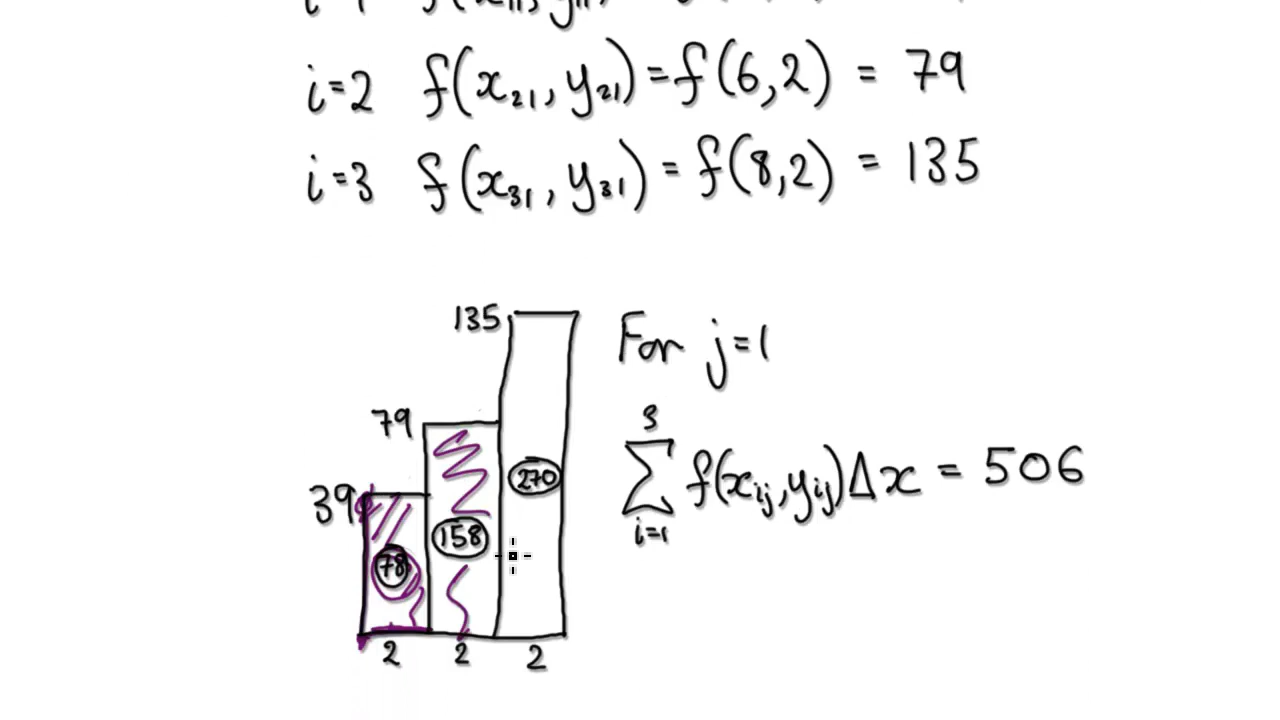 i=2 f(x₂₁, y₂₁) = f(6,2) = 79
i=3 f(x₃₁, y₃₁) = f(8,2) = 135
135
For j=1
79
3
∑ f(xᵢⱼ, yᵢⱼ)Δx = 506
i=1
39
270
158
78
2 2 2